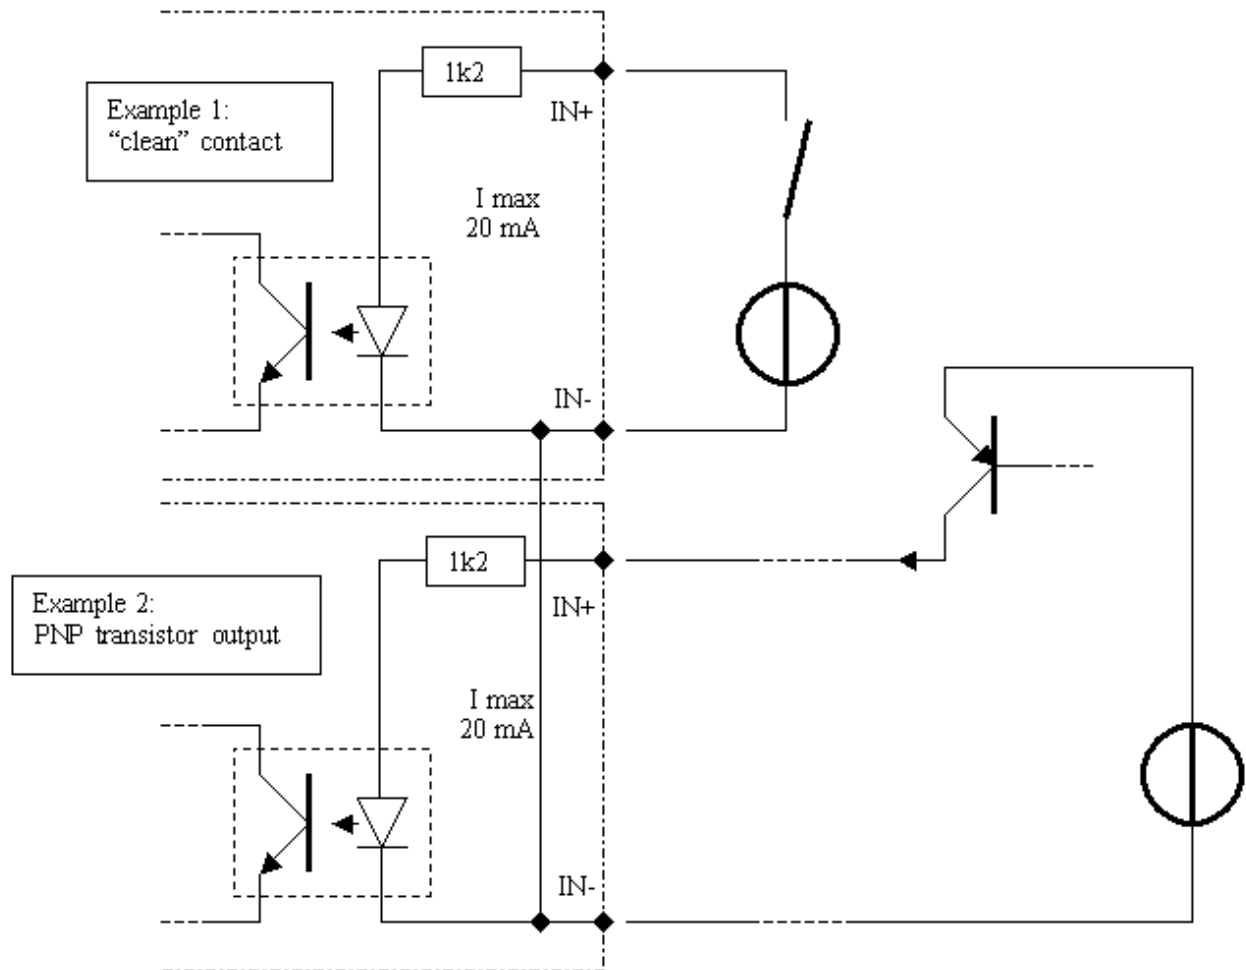 1k2
IN+
Example 1:
“clean” contact
I max
20 mA
IN-
1k2
IN+
Example 2:
PNP transistor output
I max
20 mA
IN-